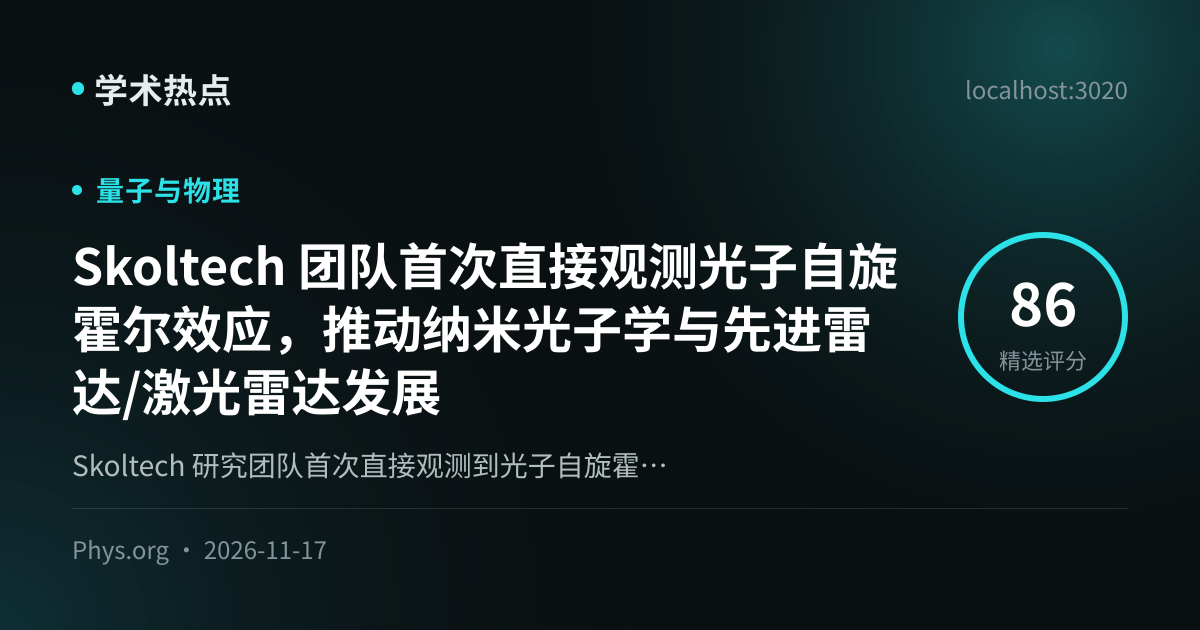 学术热点
localhost:3020
量子与物理
Skoltech 团队首次直接观测光子自旋
霍尔效应，推动纳米光子学与先进雷
达/激光雷达发展
86
精选评分
Skoltech 研究团队首次直接观测到光子自旋霍…
Phys.org · 2026-11-17